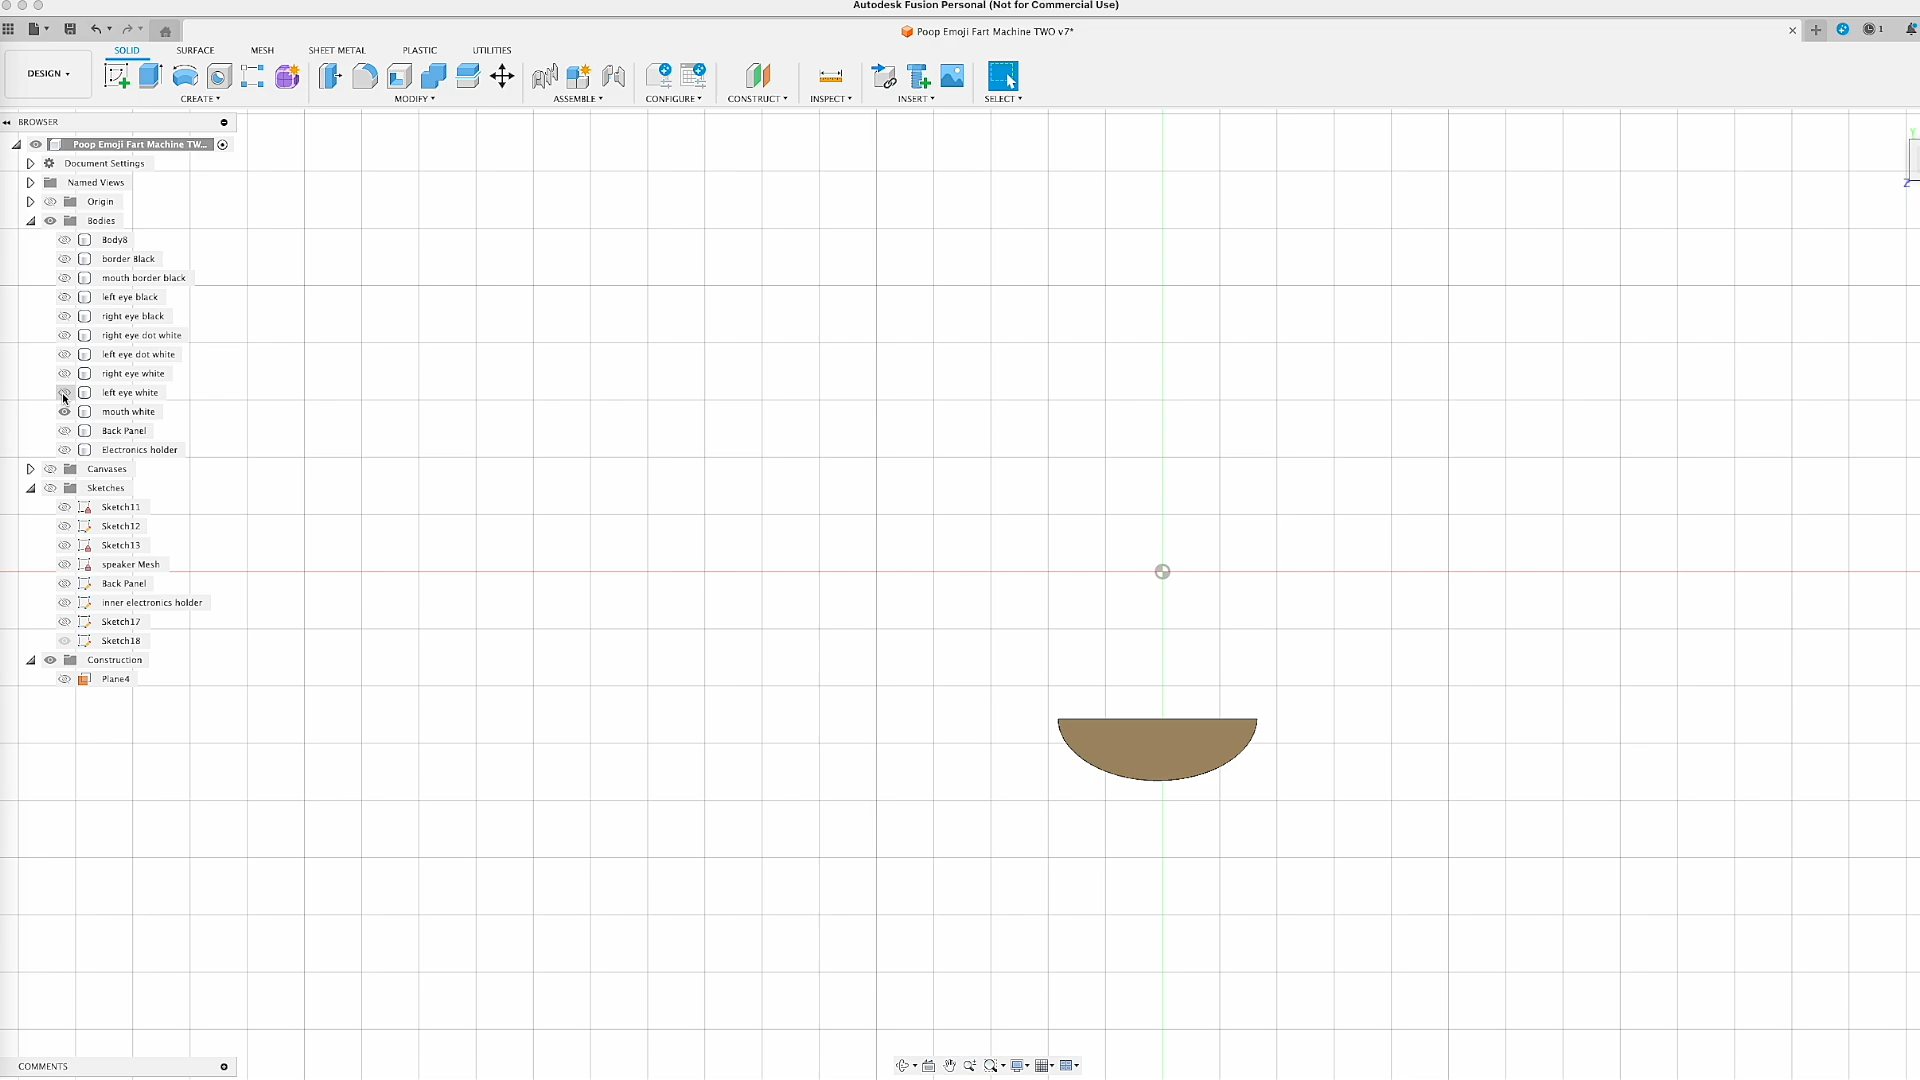 Autodesk Fusion Personal (Not for Commercial Use)
Poop Emoji Fart Machine TWO v7*
1
DESIGN
SOLID
SURFACE
MESH
SHEET METAL
PLASTIC
UTILITIES
CREATE
MODIFY
ASSEMBLE
CONFIGURE
CONSTRUCT
INSPECT
INSERT
SELECT
BROWSER
Poop Emoji Fart Machine TW...
Document Settings
Named Views
Origin
Bodies
Body8
border Black
mouth border black
left eye black
right eye black
right eye dot white
left eye dot white
right eye white
left eye white
mouth white
Back Panel
Electronics holder
Canvases
Sketches
Sketch11
Sketch12
Sketch13
speaker Mesh
Back Panel
inner electronics holder
Sketch17
Sketch18
Construction
Plane4
Y
Z
COMMENTS